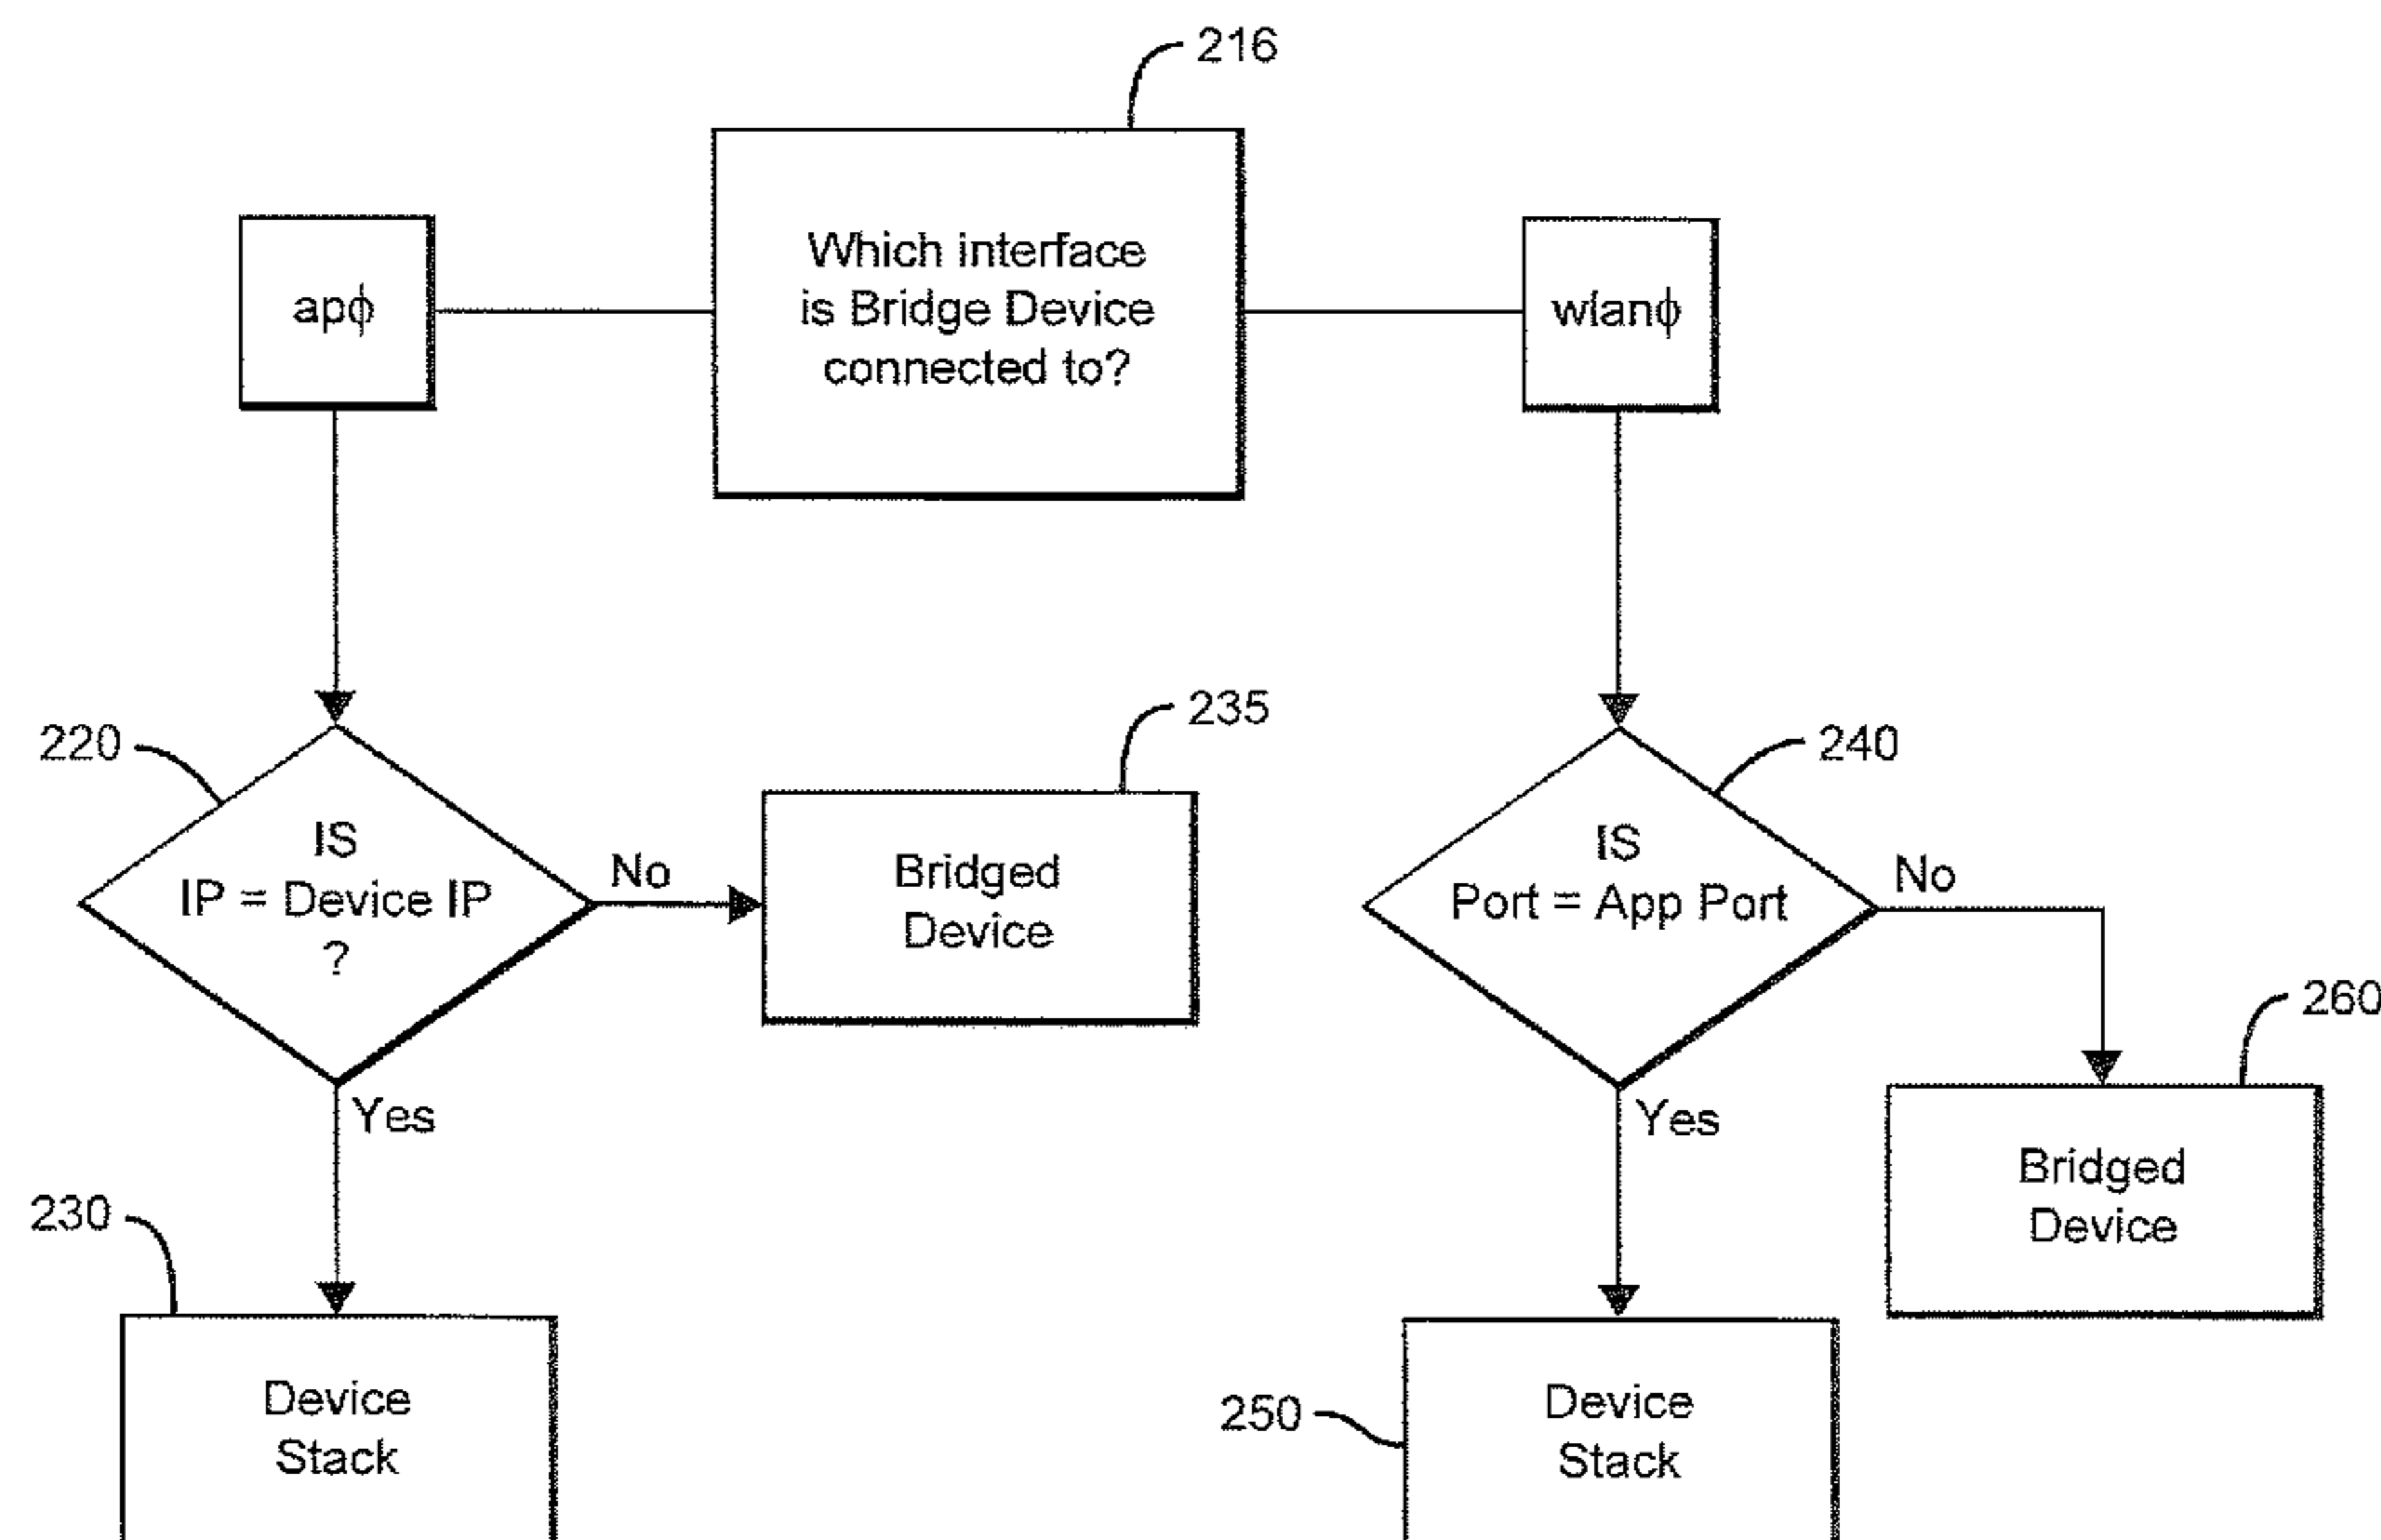 216
Which interface
is Bridge Device
connected to?
apϕ
wlanϕ
220
IS
IP = Device IP
?
No
Yes
235
Bridged
Device
240
IS
Port = App Port
No
Yes
260
Bridged
Device
230
Device
Stack
250
Device
Stack